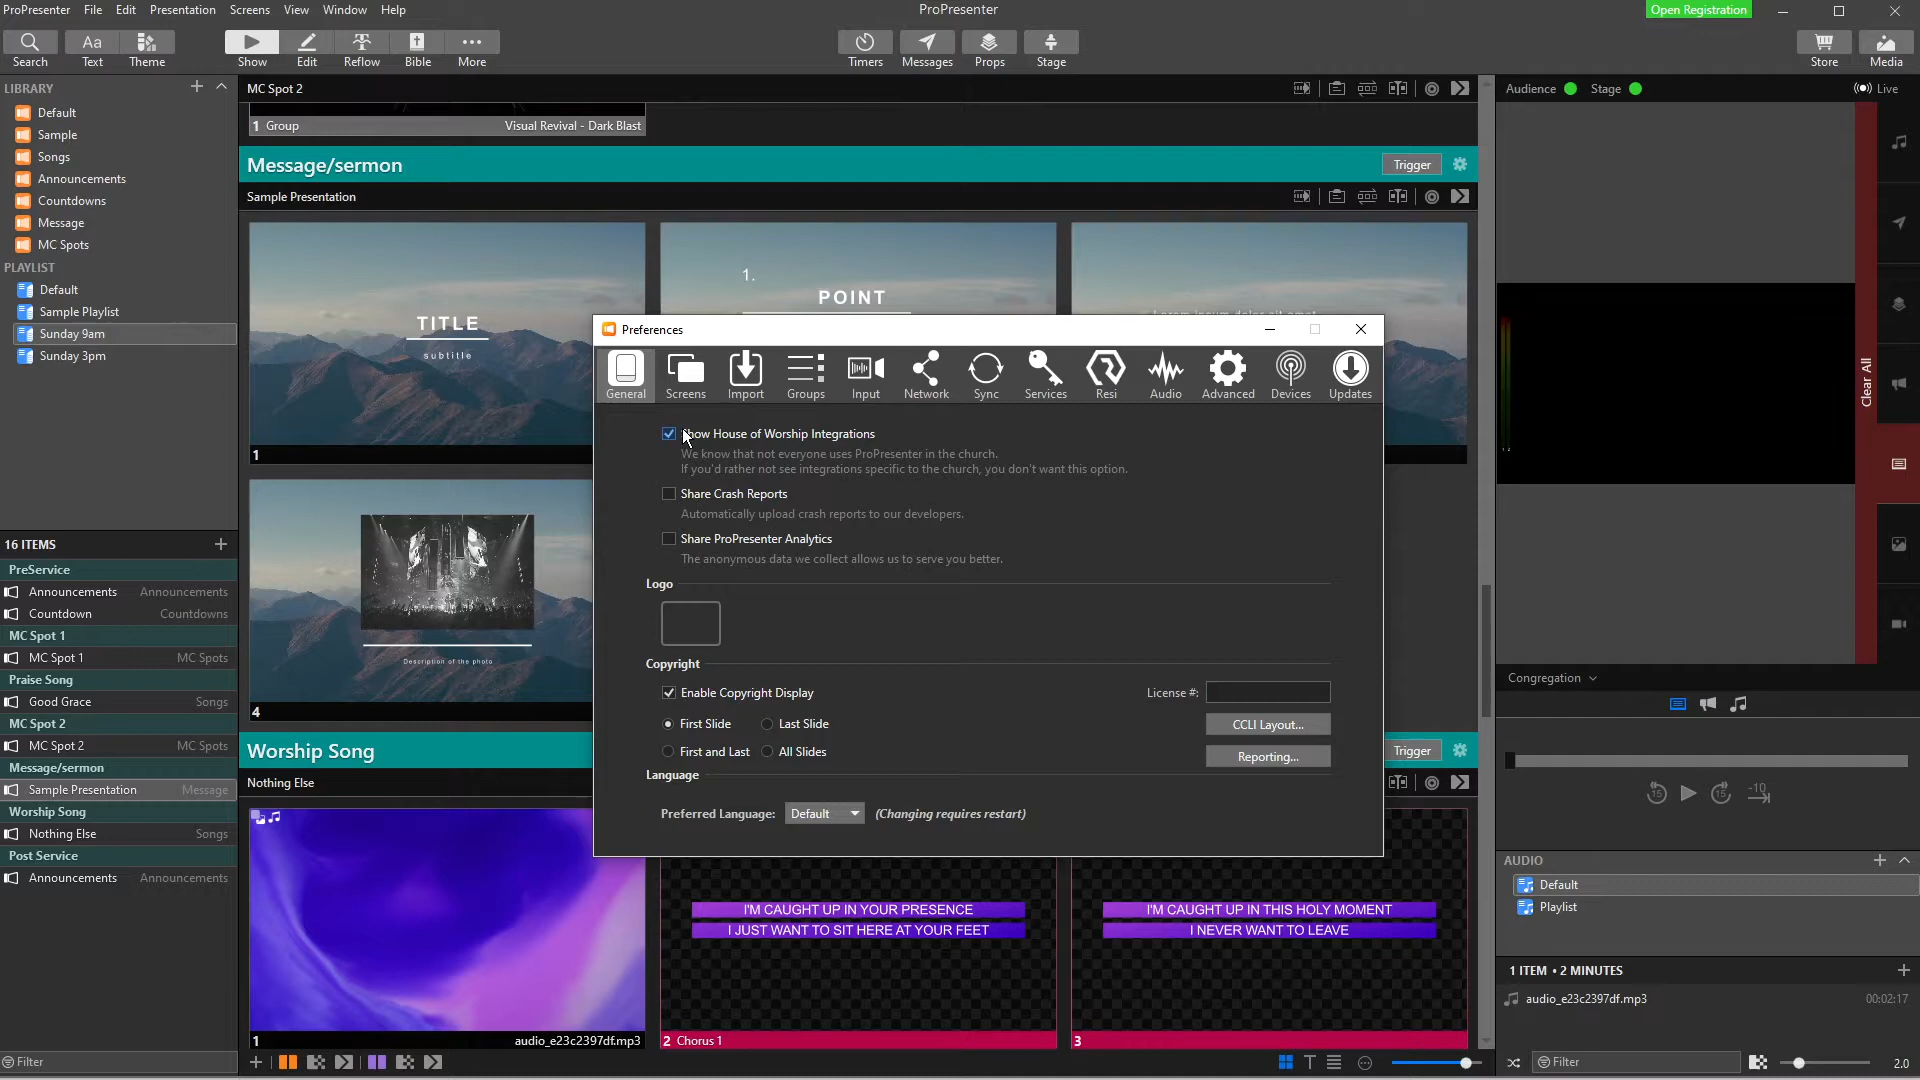 ProPresenter File Edit Presentation Screens View Window Help
ProPresenter
Open Registration
Search
Aa
Text
Theme
Show
Edit
Reflow
Bible
More
Timers
Messages
Props
Stage
Store
Media
LIBRARY
Default
Sample
Songs
Announcements
Countdowns
Message
MC Spots
PLAYLIST
Default
Sample Playlist
Sunday 9am
Sunday 3pm
16 ITEMS
PreService
Announcements Announcements
Countdown Countdowns
MC Spot 1
MC Spot 1 MC Spots
Praise Song
Good Grace Songs
MC Spot 2
MC Spot 2 MC Spots
Message/sermon
Sample Presentation Message
Worship Song
Nothing Else Songs
Post Service
Announcements Announcements
Filter
MC Spot 2
1 Group Visual Revival - Dark Blast
Message/sermon
Trigger
Sample Presentation
TITLE
subtitle
1
1.
POINT
Description of the photo
4
Worship Song
Trigger
Nothing Else
1 audio_e23c2397df.mp3
I'M CAUGHT UP IN YOUR PRESENCE
I JUST WANT TO SIT HERE AT YOUR FEET
2 Chorus 1
I'M CAUGHT UP IN THIS HOLY MOMENT
I NEVER WANT TO LEAVE
3
Preferences
General Screens Import Groups Input Network Sync Services Resi Audio Advanced Devices Updates
Show House of Worship Integrations
We know that not everyone uses ProPresenter in the church.
If you'd rather not see integrations specific to the church, you don't want this option.
Share Crash Reports
Automatically upload crash reports to our developers.
Share ProPresenter Analytics
The anonymous data we collect allows us to serve you better.
Logo
Copyright
Enable Copyright Display
License #:
First Slide
Last Slide
CCLI Layout...
First and Last
All Slides
Reporting...
Language
Preferred Language: Default (Changing requires restart)
Audience
Stage
Live
Clear All
Congregation
15
15
-10
AUDIO
Default
Playlist
1 ITEM • 2 MINUTES
audio_e23c2397df.mp3 00:02:17
Filter
2.0